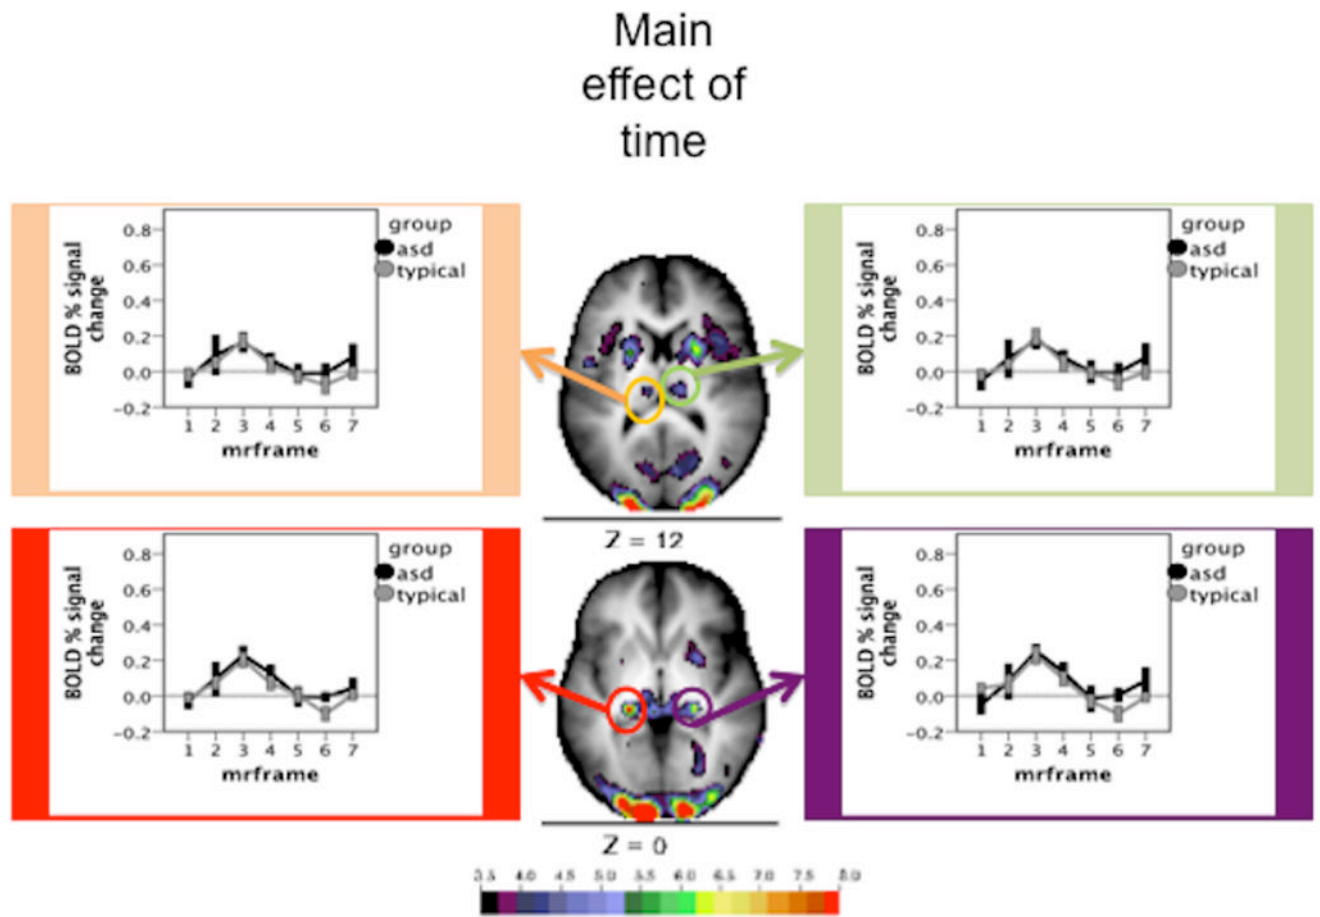 Main
effect of
time
0.8
0.6
0.4
0.2
0.0
-0.2
BOLD % signal
change
1 2 3 4 5 6 7
mrframe
group
asd
typical
0.8
0.6
0.4
0.2
0.0
-0.2
BOLD % signal
change
1 2 3 4 5 6 7
mrframe
group
asd
typical
Z = 12
0.8
0.6
0.4
0.2
0.0
-0.2
BOLD % signal
change
1 2 3 4 5 6 7
mrframe
group
asd
typical
0.8
0.6
0.4
0.2
0.0
-0.2
BOLD % signal
change
1 2 3 4 5 6 7
mrframe
group
asd
typical
Z = 0
3.5 4.0 4.5 5.0 5.5 6.0 6.5 7.0 7.5 8.0